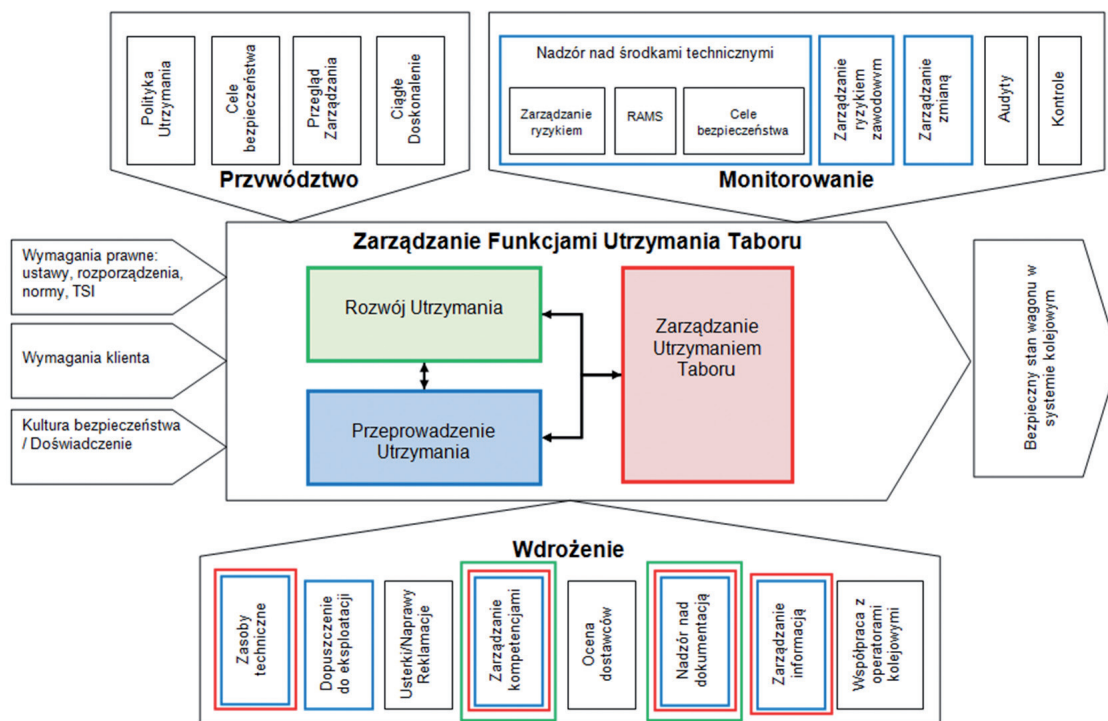 Polityka
Utrzymania
Cele
bezpieczeństwa
Przegląd
Zarządzania
Ciągłe
Doskonalenie
Przvwództwo
Nadzór nad środkami technicznymi
Zarządzanie
ryzykiem
RAMS
Cele
bezpieczeństwa
Zarządzanie
ryzykiem
zawodowym
Zarządzanie
zmianą
Audyty
Kontrole
Monitorowanie
Wymagania prawne:
ustawy, rozporządzenia,
normy, TSI
Wymagania klienta
Kultura bezpieczeństwa
/ Doświadczenie
Zarządzanie Funkcjami Utrzymania Taboru
Rozwój Utrzymania
Przeprowadzenie
Utrzymania
Zarządzanie
Utrzymaniem
Taboru
Bezpieczny stan wagonu w
systemie kolejowym
Wdrożenie
Zasoby
techniczne
Dopuszczenie
do eksploatacji
Usterki/Naprawy
Reklamacje
Zarządzanie
kompetencjami
Ocena
dostawców
Nadzór nad
dokumentacją
Zarządzanie
informacją
Współpraca z
operatorami
kolejowymi